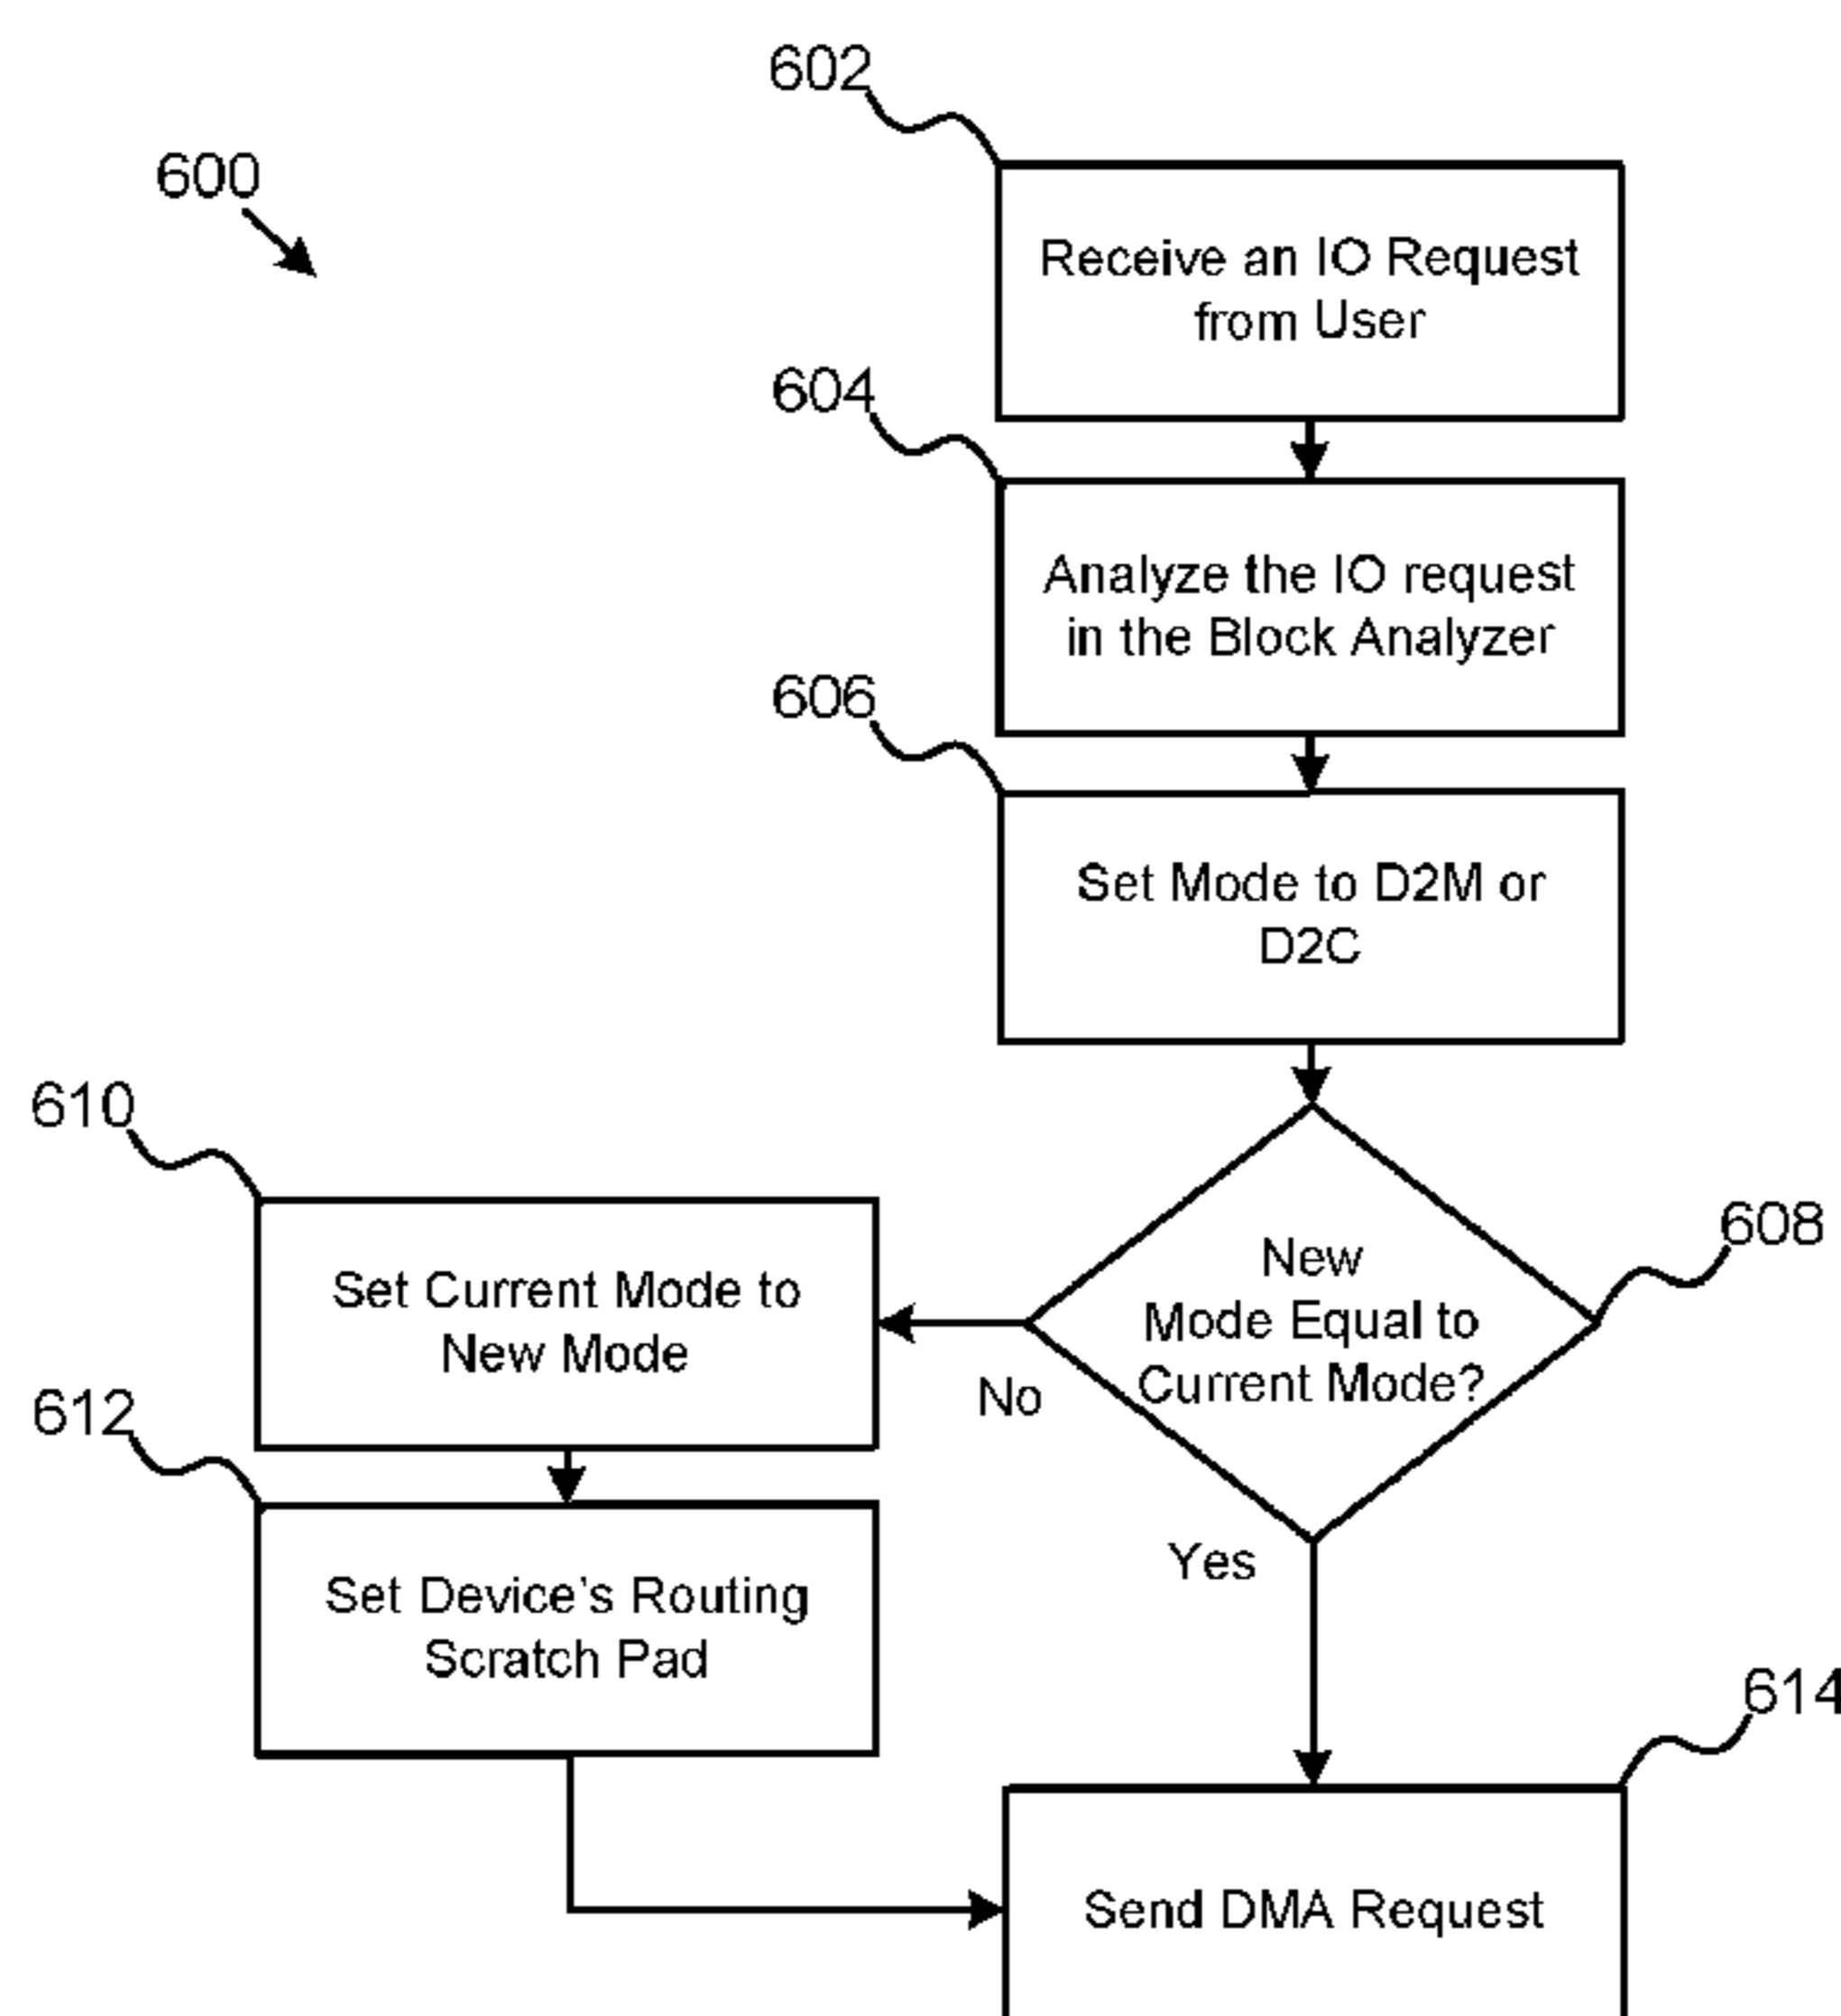 602
600
Receive an IO Request
from User
604
Analyze the IO request
in the Block Analyzer
606
Set Mode to D2M or
D2C
610
608
New
Mode Equal to
Current Mode?
Set Current Mode to
New Mode
No
612
Yes
Set Device's Routing
Scratch Pad
614
Send DMA Request